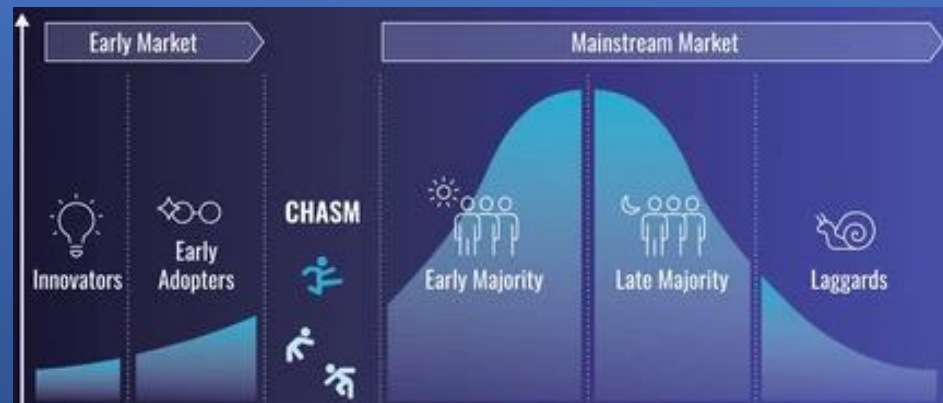 Early Market
Mainstream Market
CHASM
Innovators
Early
Adopters
Early Majority
Late Majority
Laggards